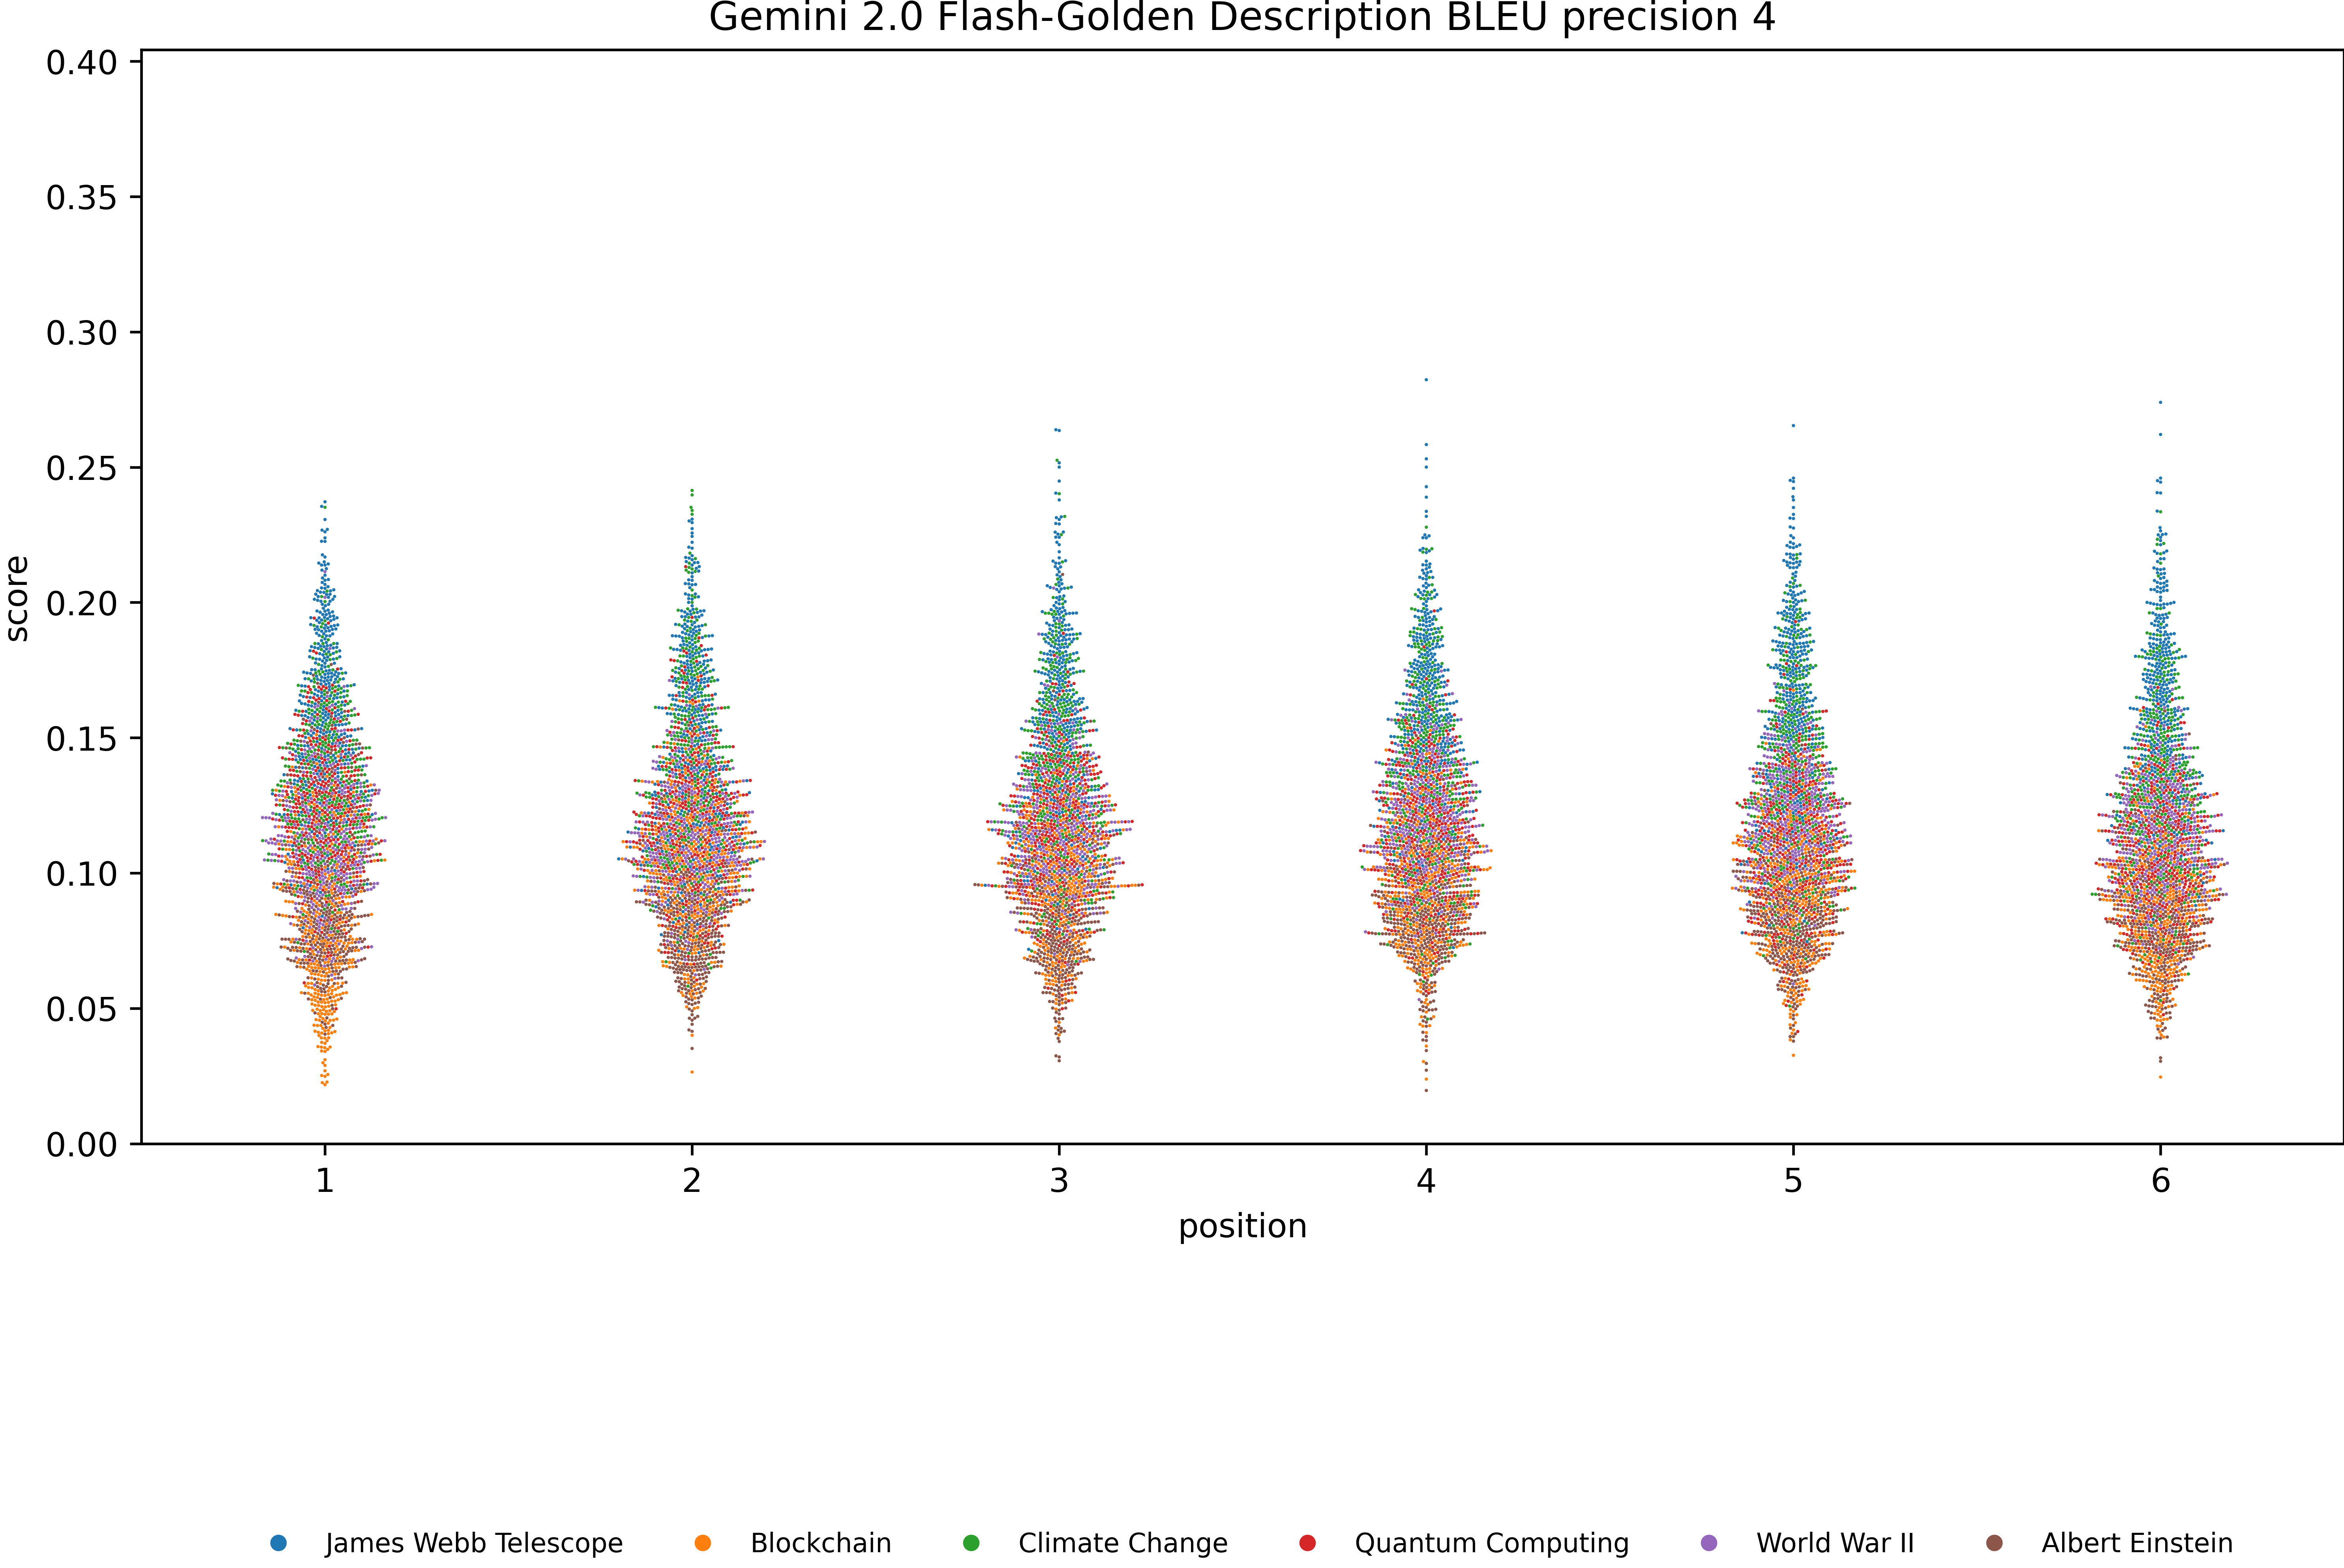 Gemini 2.0 Flash-Golden Description BLEU precision 4
0.40
0.35
0.30
0.25
0.20
0.15
0.10
0.05
0.00
score
1 2 3 4 5 6
position
James Webb Telescope Blockchain Climate Change Quantum Computing World War II Albert Einstein